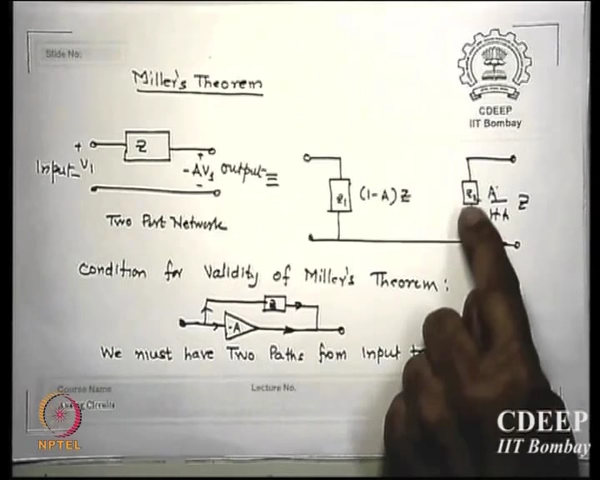 Slide No:
Miller's Theorem
CDEEP
IIT Bombay
Input V1
+
Z
+
-AV1
-
Output
≡
Z1
(1-A) Z
Z1
A
1+A
Z
Two Port Network
Condition for Validity of Miller's Theorem:
Z
-A
We must have Two Paths from Input
Course Name
Lecture No.
Analog Circuits
NPTEL
CDEEP
IIT Bombay